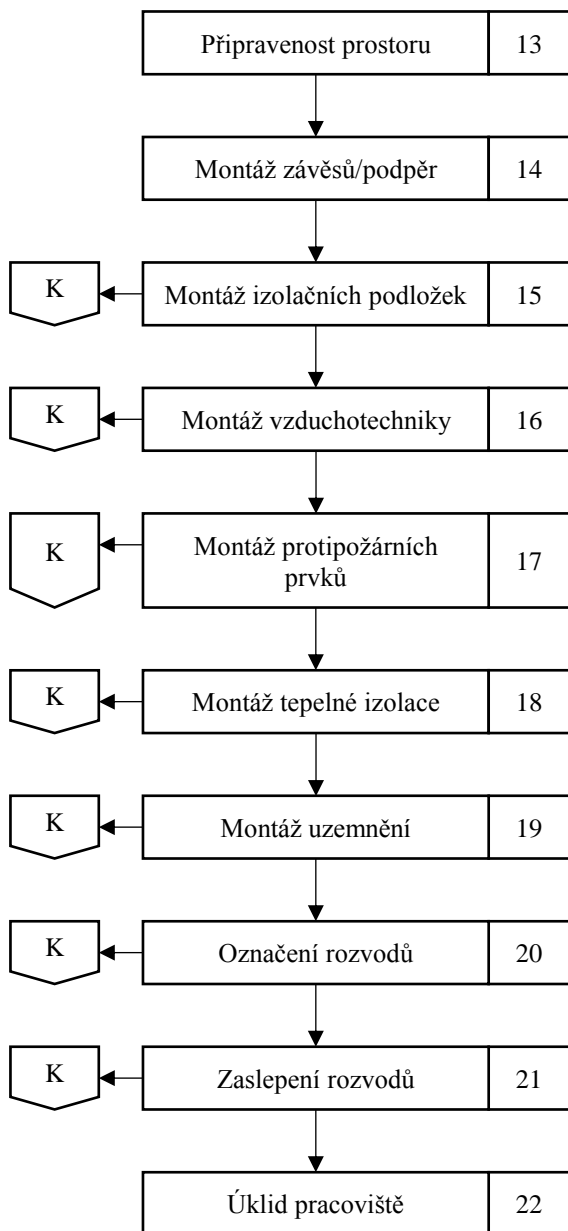 Připravenost prostoru 13
Montáž závěsů/podpěr 14
K Montáž izolačních podložek 15
K Montáž vzduchotechniky 16
K Montáž protipožárních
prvků 17
K Montáž tepelné izolace 18
K Montáž uzemnění 19
K Označení rozvodů 20
K Zaslepení rozvodů 21
Úklid pracoviště 22